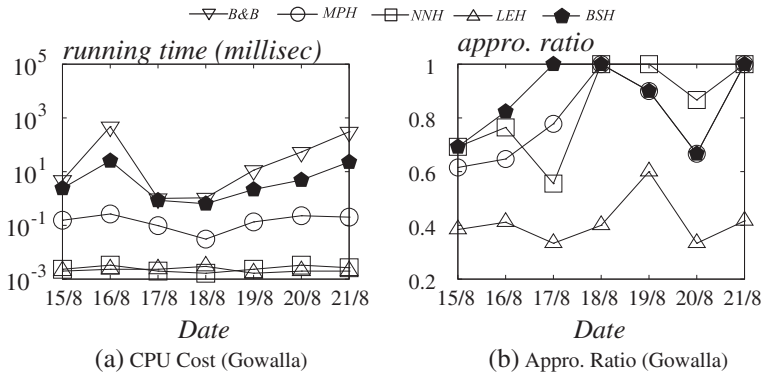 B&B MPH NNH LEH BSH
running time (millisec)
10^5
10^3
10^1
10^-1
10^-3
15/8 16/8 17/8 18/8 19/8 20/8 21/8
Date
(a) CPU Cost (Gowalla)
appro. ratio
1
0.8
0.6
0.4
0.2
15/8 16/8 17/8 18/8 19/8 20/8 21/8
Date
(b) Appro. Ratio (Gowalla)